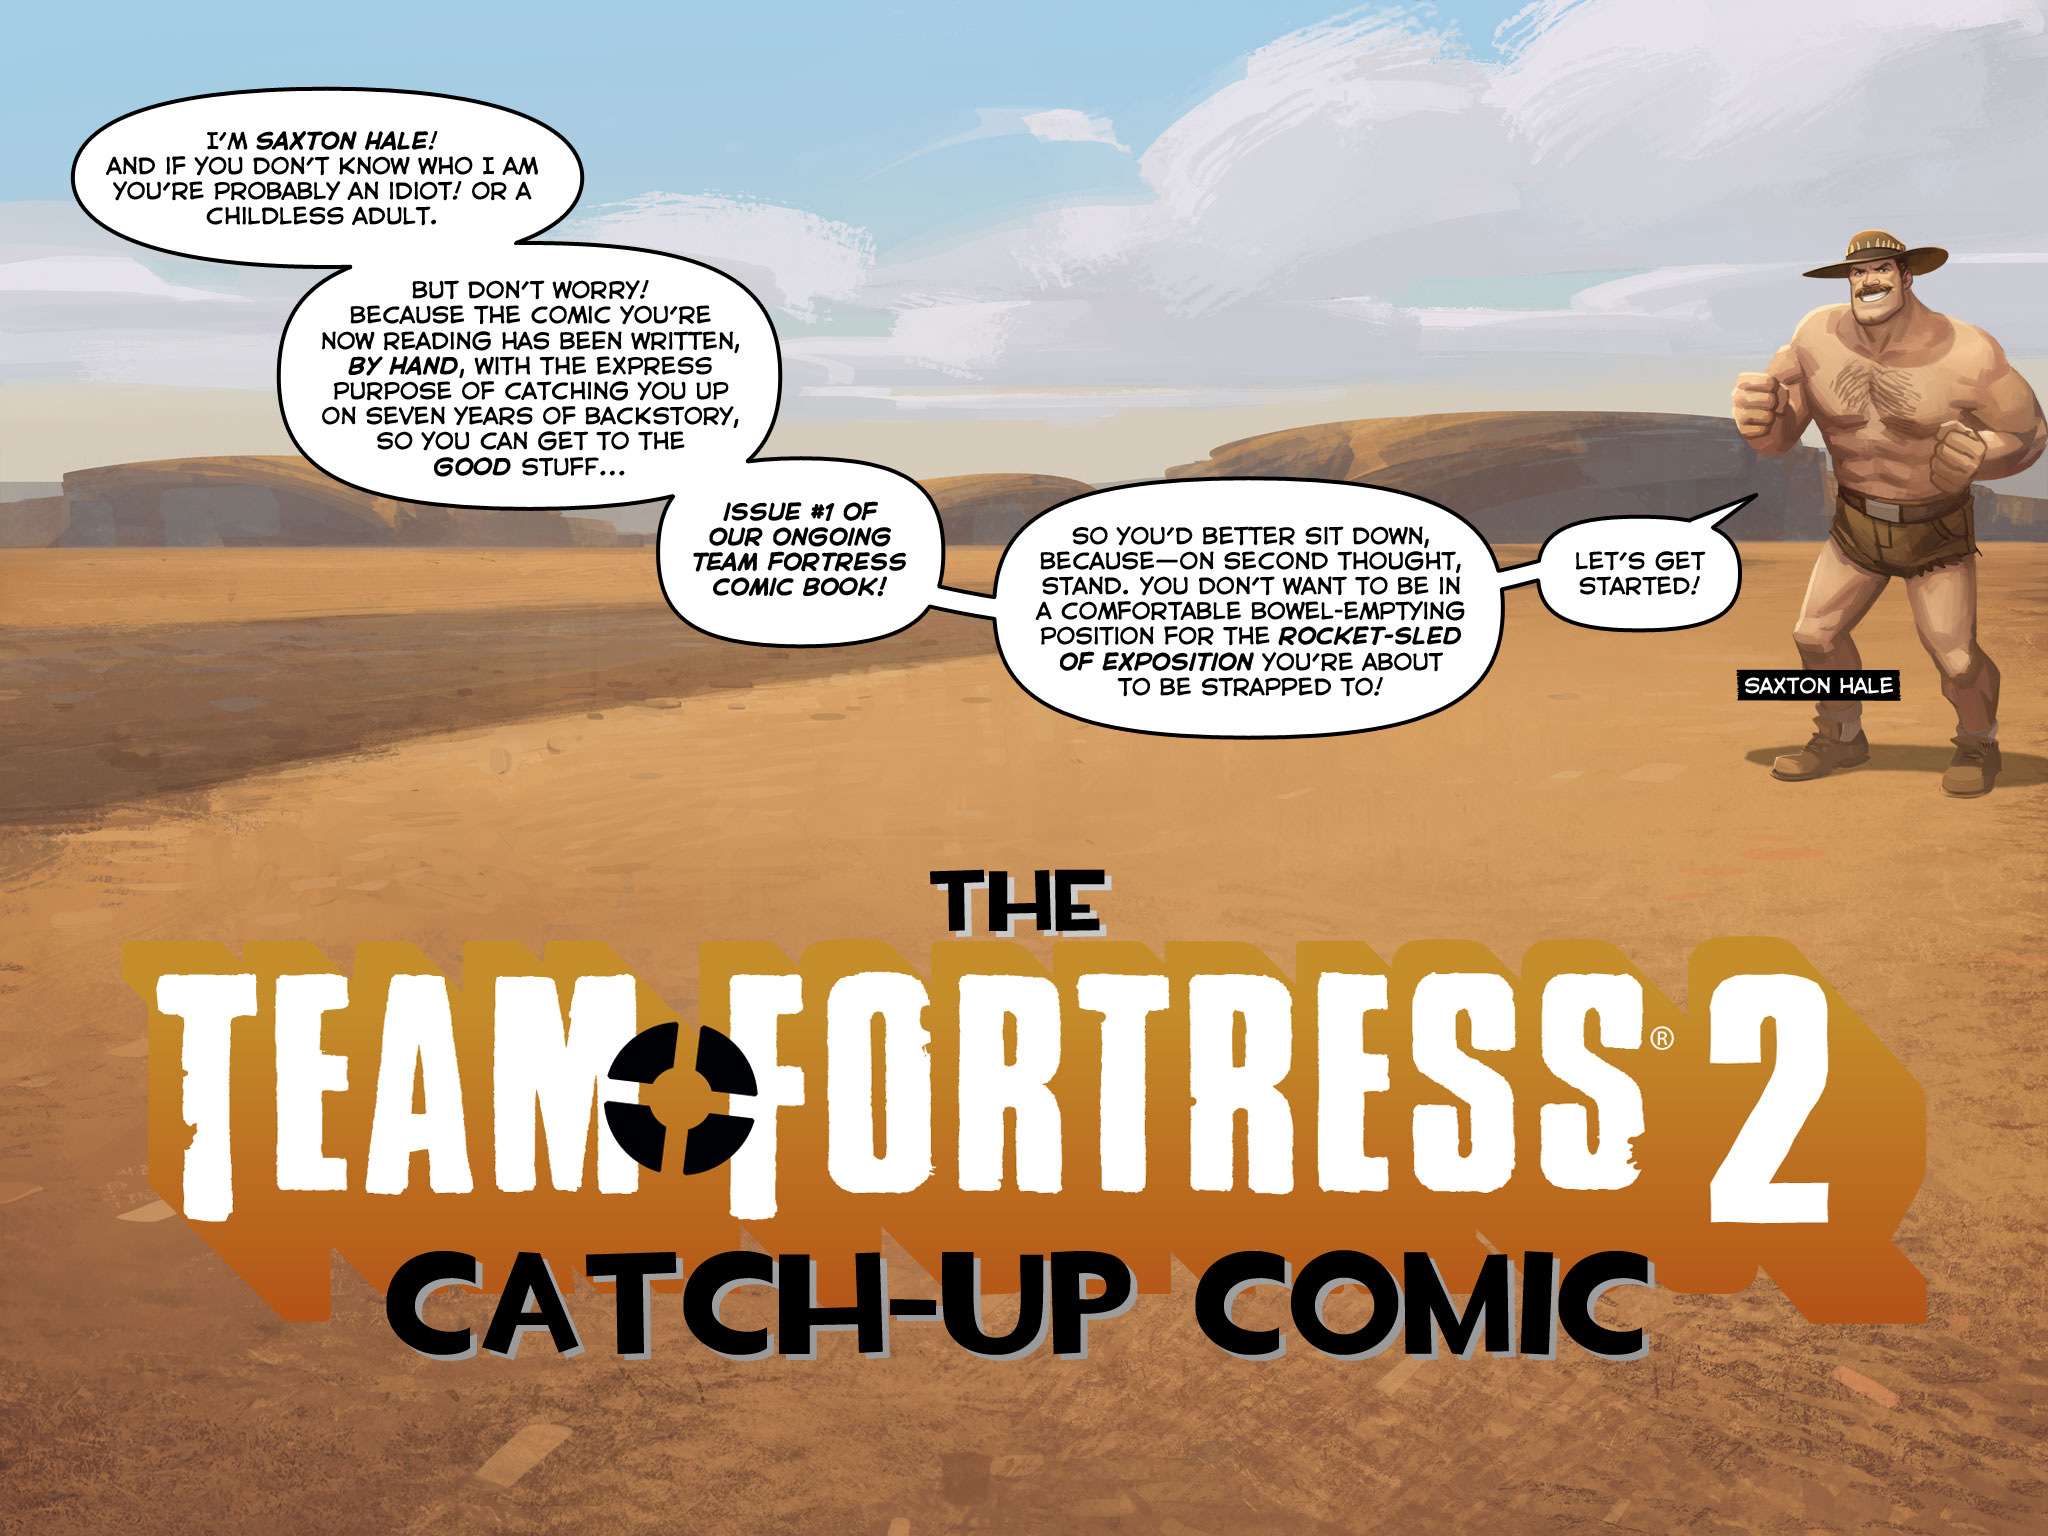 I'M SAXTON HALE!
AND IF YOU DON'T KNOW WHO I AM
YOU'RE PROBABLY AN IDIOT! OR A
CHILDLESS ADULT.
BUT DON'T WORRY!
BECAUSE THE COMIC YOU'RE
NOW READING HAS BEEN WRITTEN,
BY HAND, WITH THE EXPRESS
PURPOSE OF CATCHING YOU UP
ON SEVEN YEARS OF BACKSTORY,
SO YOU CAN GET TO THE
GOOD STUFF...
ISSUE #1 OF
OUR ONGOING
TEAM FORTRESS
COMIC BOOK!
SO YOU'D BETTER SIT DOWN,
BECAUSE—ON SECOND THOUGHT,
STAND. YOU DON'T WANT TO BE IN
A COMFORTABLE BOWEL-EMPTYING
POSITION FOR THE ROCKET-SLED
OF EXPOSITION YOU'RE ABOUT
TO BE STRAPPED TO!
LET'S GET
STARTED!
SAXTON HALE
THE
TEAM FORTRESS® 2
CATCH-UP COMIC